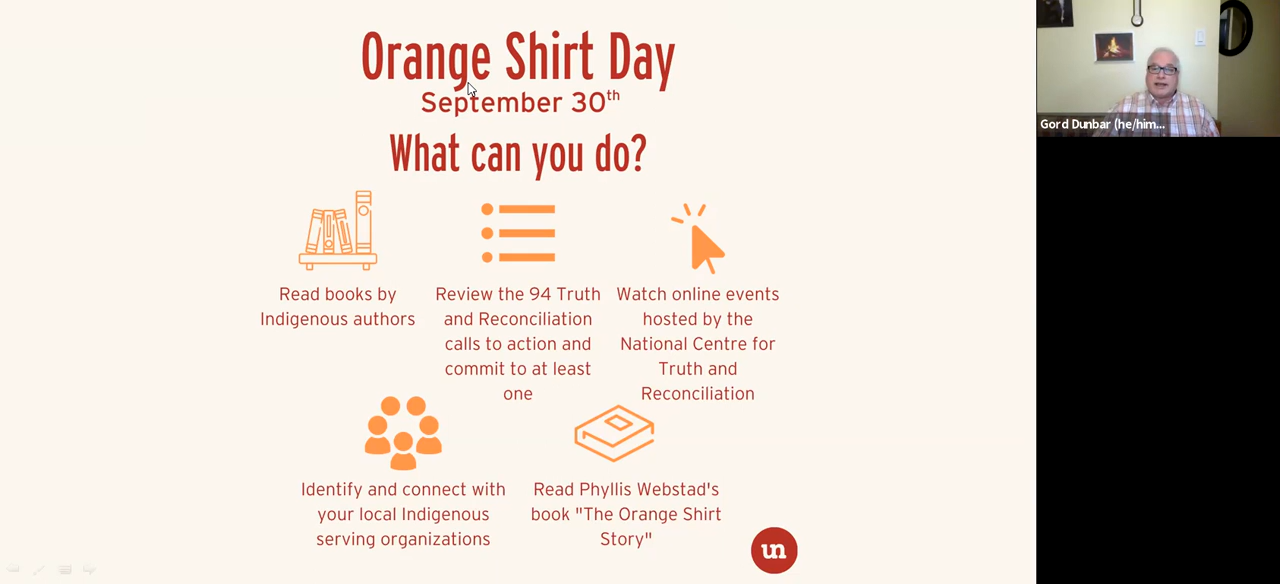 Orange Shirt Day
September 30th
What can you do?
Read books by
Indigenous authors
Review the 94 Truth
and Reconciliation
calls to action and
commit to at least
one
Watch online events
hosted by the
National Centre for
Truth and
Reconciliation
Identify and connect with
your local Indigenous
serving organizations
Read Phyllis Webstad's
book "The Orange Shirt
Story"
un
Gord Dunbar (he/him...